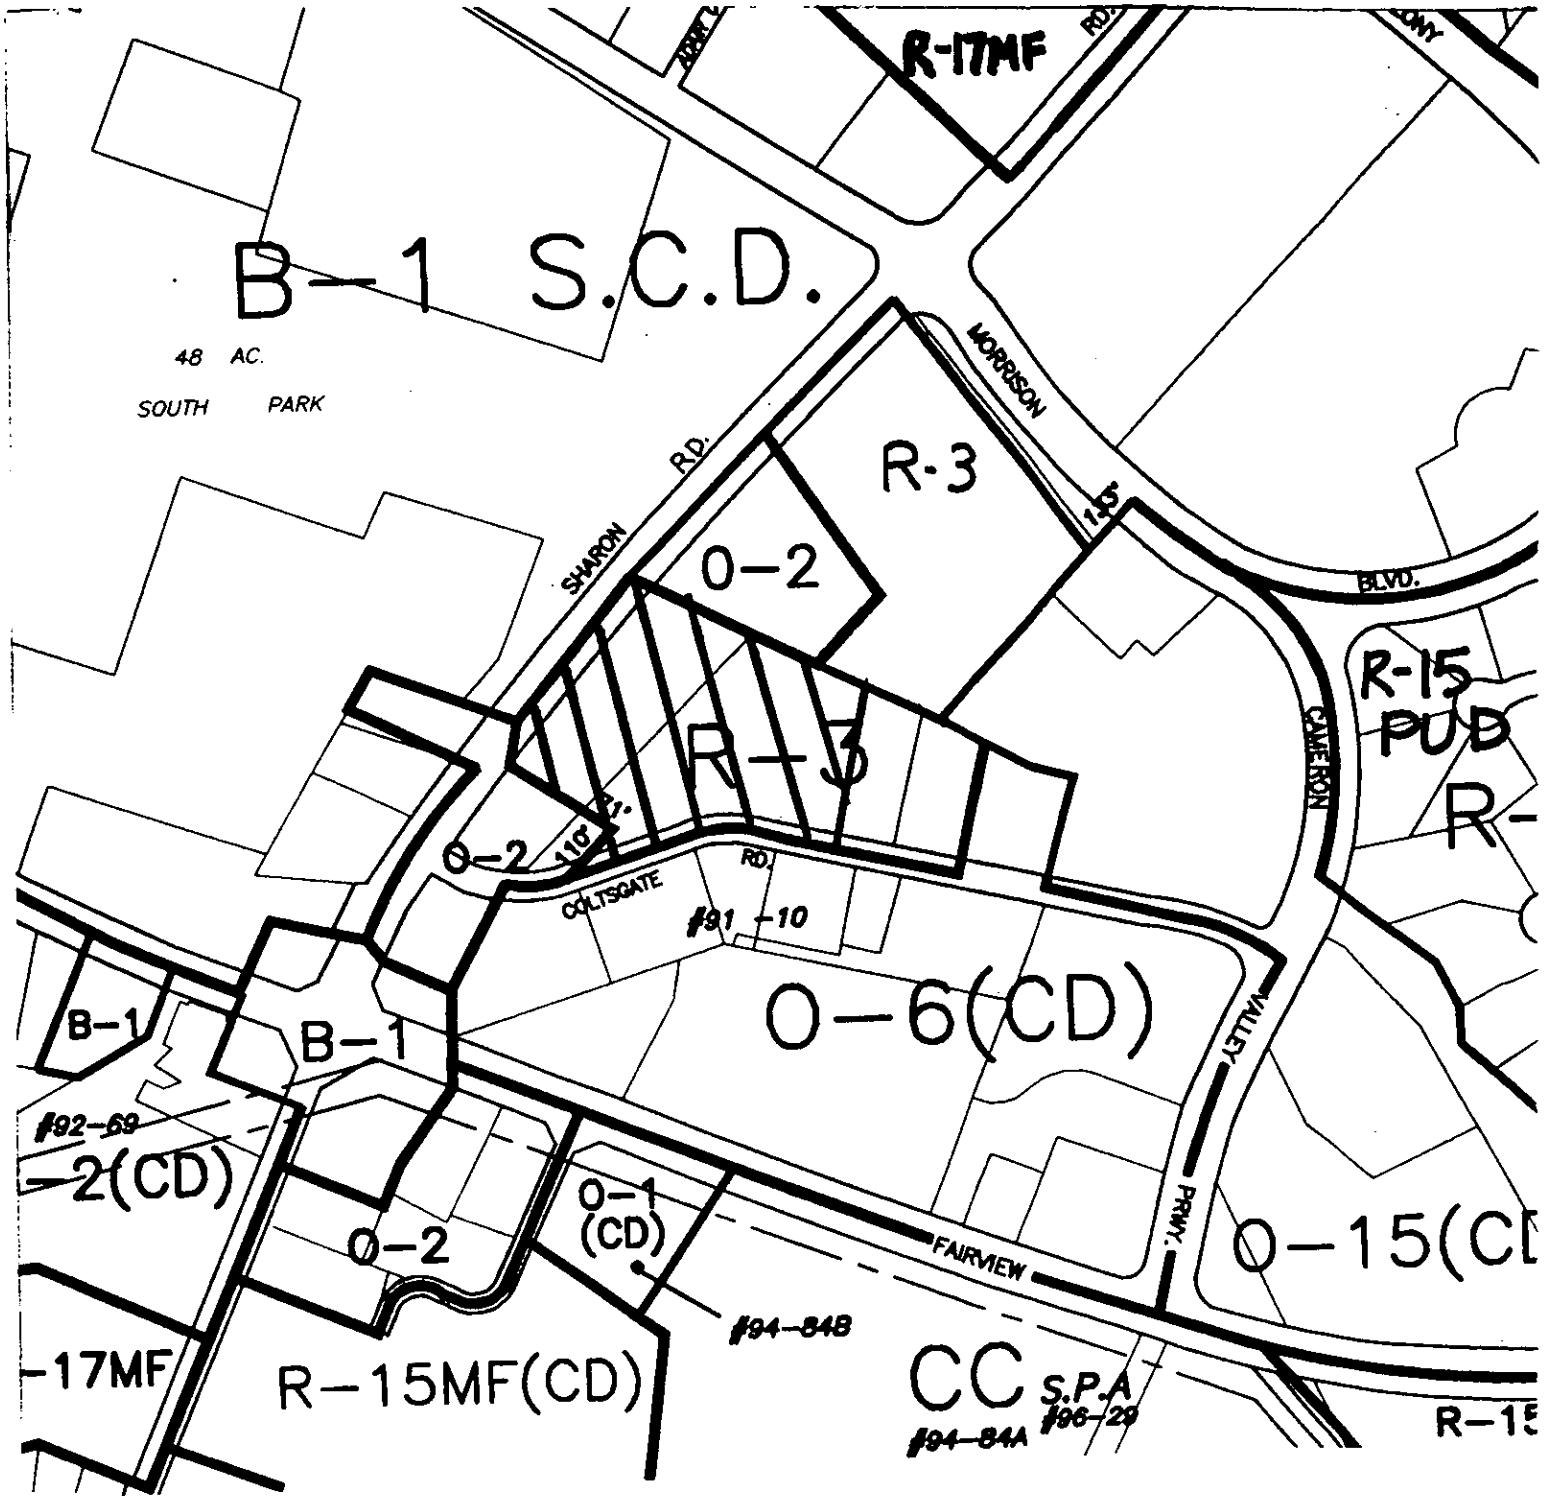 RD.
R-17MF
B-1 S.C.D.
48 AC.
SOUTH PARK
MORRISON
R-3
RD.
SHARON
O-2
BLVD.
R-15
PUD
R-3
CAMERON
R-
71'
110'
O-2
RD.
COLTSGATE
#91-10
O-6(CD)
B-1
B-1
VALLEY
#92-69
-2(CD)
O-1
(CD)
PRWY.
O-2
O-15(CD
FAIRVIEW
#94-84B
-17MF
R-15MF(CD)
CC S.P.A
#96-29
#94-84A
R-15